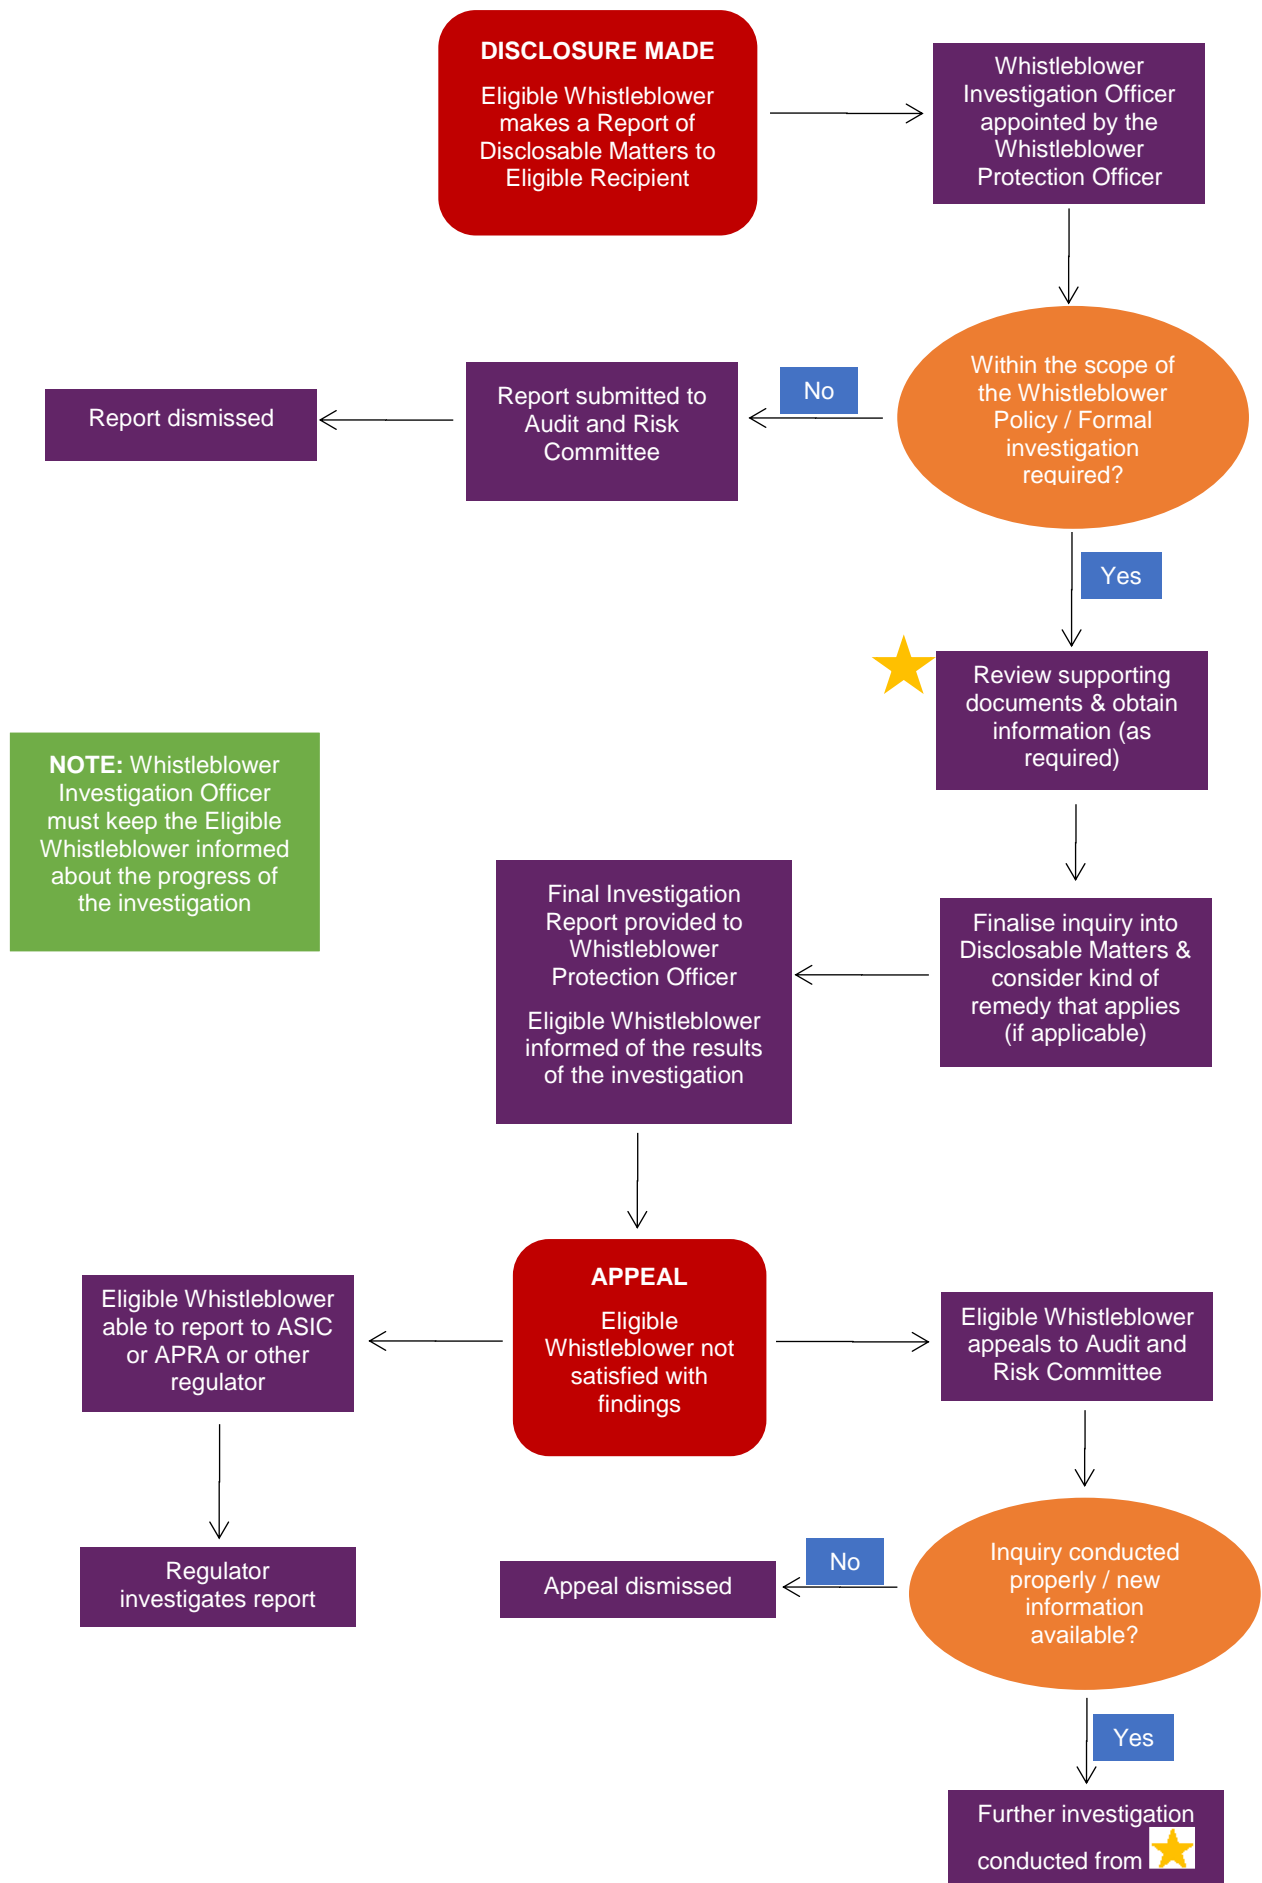 DISCLOSURE MADE
Eligible Whistleblower
makes a Report of
Disclosable Matters to
Eligible Recipient
Whistleblower
Investigation Officer
appointed by the
Whistleblower
Protection Officer
Within the scope of
the Whistleblower
Policy / Formal
investigation
required?
No
Report submitted to
Audit and Risk
Committee
Report dismissed
Yes
Review supporting
documents & obtain
information (as
required)
NOTE: Whistleblower
Investigation Officer
must keep the Eligible
Whistleblower informed
about the progress of
the investigation
Finalise inquiry into
Disclosable Matters &
consider kind of
remedy that applies
(if applicable)
Final Investigation
Report provided to
Whistleblower
Protection Officer
Eligible Whistleblower
informed of the results
of the investigation
APPEAL
Eligible
Whistleblower not
satisfied with
findings
Eligible Whistleblower
able to report to ASIC
or APRA or other
regulator
Regulator
investigates report
Eligible Whistleblower
appeals to Audit and
Risk Committee
Inquiry conducted
properly / new
information
available?
No
Appeal dismissed
Yes
Further investigation
conducted from